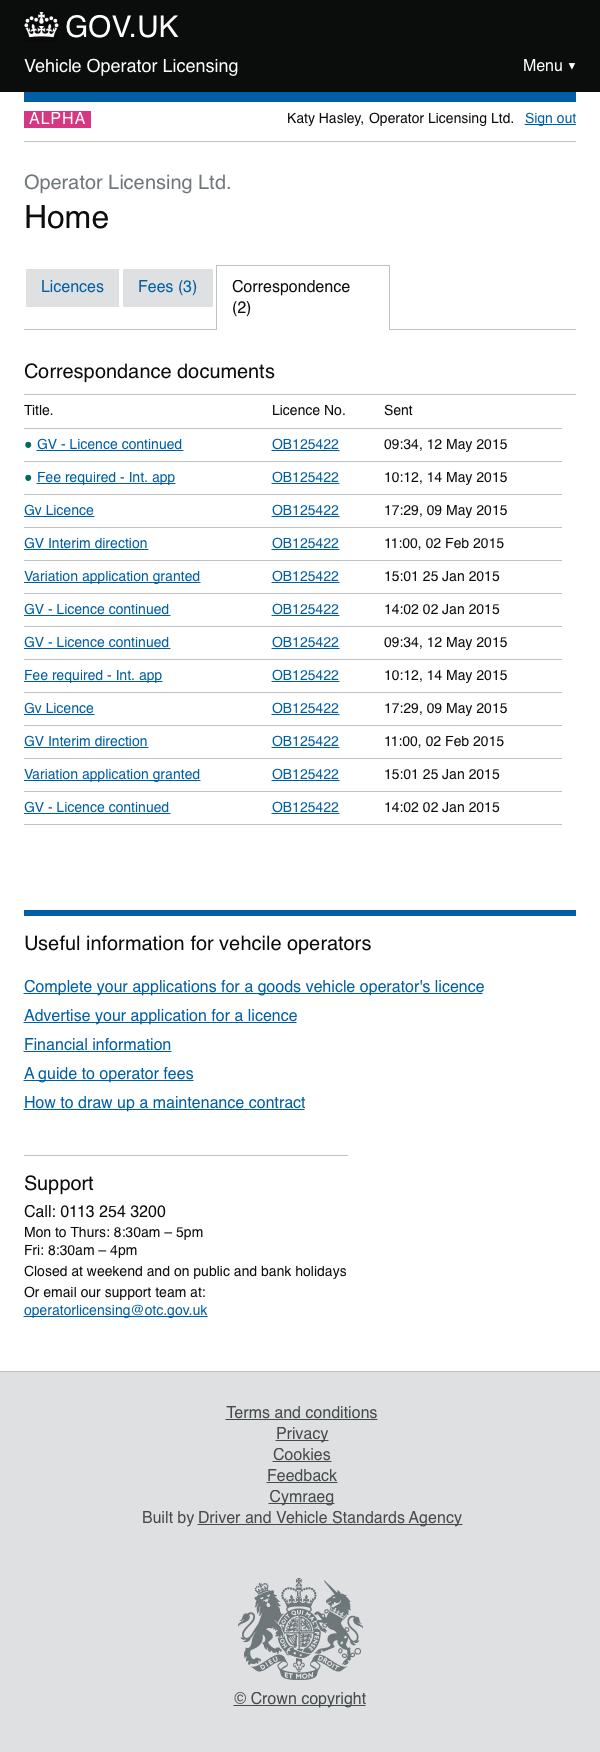 GOV.UK
Vehicle Operator Licensing Menu ▼
ALPHA Katy Hasley, Operator Licensing Ltd. Sign out
Operator Licensing Ltd.
Home
Licences Fees (3) Correspondence
(2)
Correspondance documents
Title. Licence No. Sent
● GV - Licence continued OB125422 09:34, 12 May 2015
● Fee required - Int. app OB125422 10:12, 14 May 2015
Gv Licence OB125422 17:29, 09 May 2015
GV Interim direction OB125422 11:00, 02 Feb 2015
Variation application granted OB125422 15:01 25 Jan 2015
GV - Licence continued OB125422 14:02 02 Jan 2015
GV - Licence continued OB125422 09:34, 12 May 2015
Fee required - Int. app OB125422 10:12, 14 May 2015
Gv Licence OB125422 17:29, 09 May 2015
GV Interim direction OB125422 11:00, 02 Feb 2015
Variation application granted OB125422 15:01 25 Jan 2015
GV - Licence continued OB125422 14:02 02 Jan 2015
Useful information for vehcile operators
Complete your applications for a goods vehicle operator's licence
Advertise your application for a licence
Financial information
A guide to operator fees
How to draw up a maintenance contract
Support
Call: 0113 254 3200
Mon to Thurs: 8:30am – 5pm
Fri: 8:30am – 4pm
Closed at weekend and on public and bank holidays
Or email our support team at:
operatorlicensing@otc.gov.uk
Terms and conditions
Privacy
Cookies
Feedback
Cymraeg
Built by Driver and Vehicle Standards Agency
DIEU ET MON DROIT
© Crown copyright